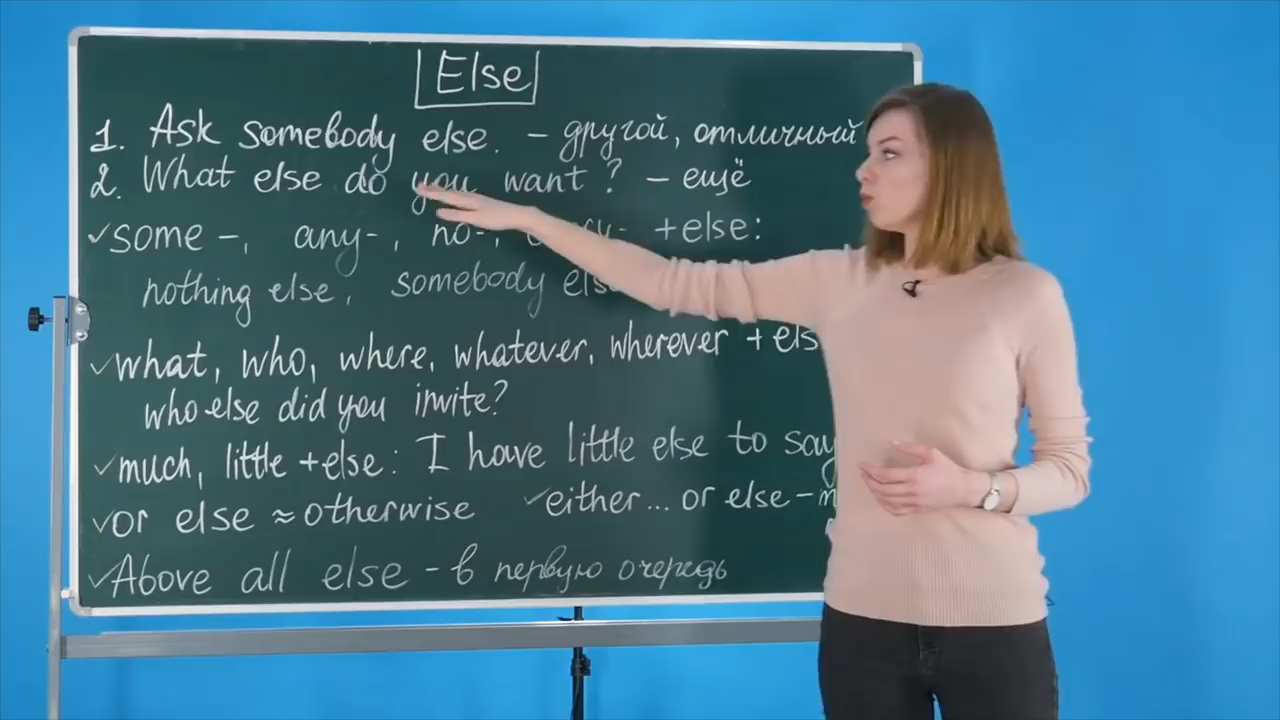 Else
1. Ask somebody else. – другой, отличный
2. What else do you want? – ещё
✓some-, any-, no-, +else:
nothing else, somebody
✓what, who, where, whatever, wherever +
who else did you invite?
✓much, little +else: I have little else to say
✓or else ≈ otherwise ✓either... or else –
✓Above all else – в первую очередь